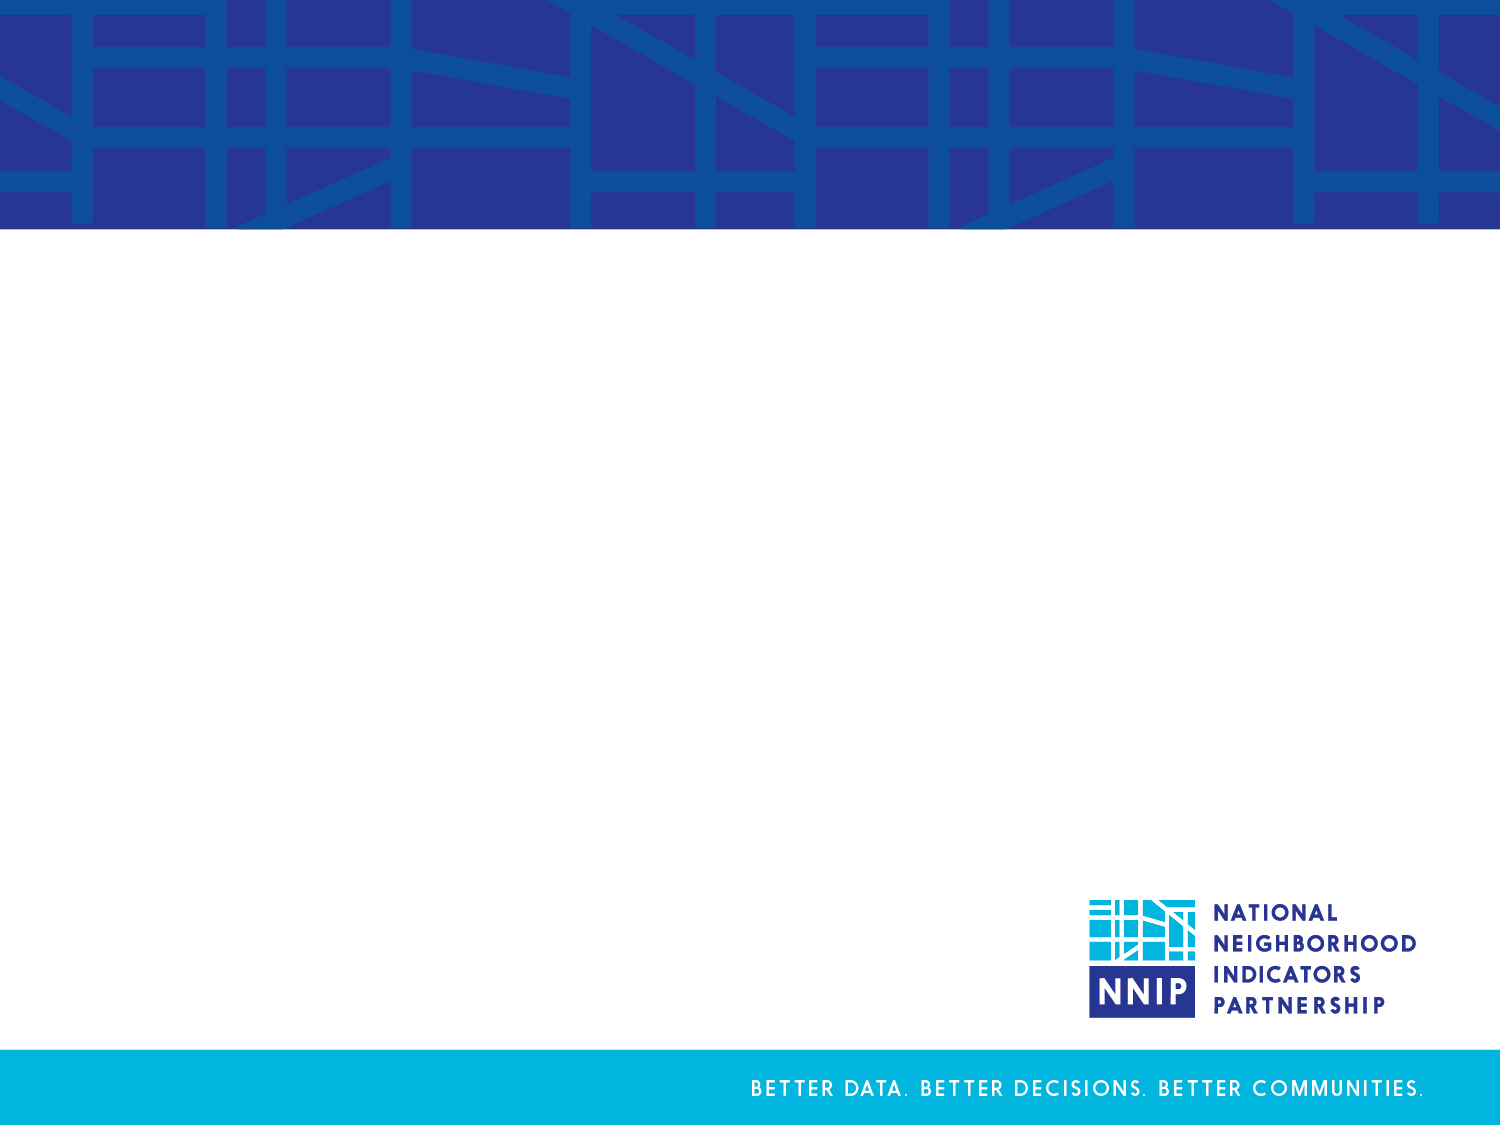 NNIP
NATIONAL
NEIGHBORHOOD
INDICATORS
PARTNERSHIP
BETTER DATA. BETTER DECISIONS. BETTER COMMUNITIES.